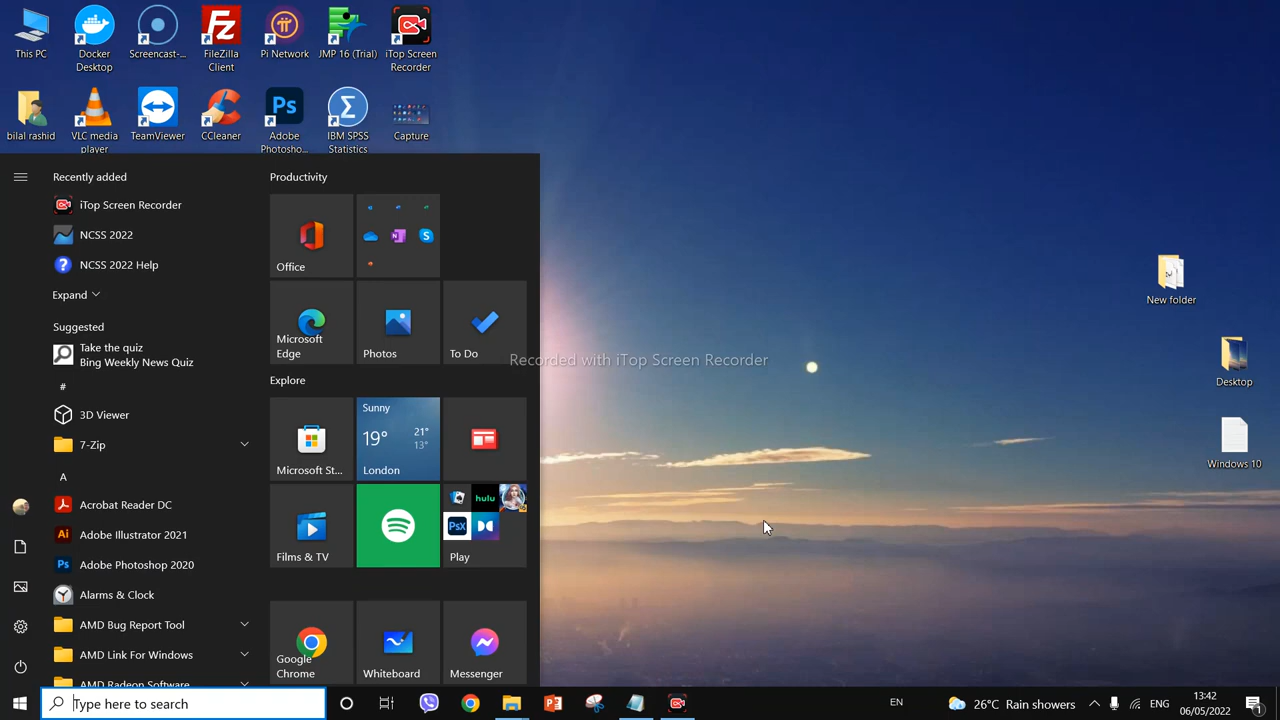 This PC
Docker
Desktop
Screencast-...
FileZilla
Client
Pi Network
JMP 16 (Trial)
iTop Screen
Recorder
bilal rashid
VLC media
player
TeamViewer
CCleaner
Ps
Adobe
Photosho...
IBM SPSS
Statistics
Capture
Recently added
iTop Screen Recorder
NCSS 2022
NCSS 2022 Help
Expand
Suggested
Take the quiz
Bing Weekly News Quiz
#
3D Viewer
7-Zip
A
Acrobat Reader DC
Ai Adobe Illustrator 2021
Ps Adobe Photoshop 2020
Alarms & Clock
AMD Bug Report Tool
AMD Link For Windows
AMD Radeon Software
Productivity
Office
Microsoft
Edge
Photos
To Do
Explore
Microsoft St...
Sunny
19° 21°
13°
London
Films & TV
hulu
PsX
Play
Google
Chrome
Whiteboard
Messenger
Recorded with iTop Screen Recorder
New folder
Desktop
Windows 10
Type here to search
EN
26°C Rain showers
ENG
13:42
06/05/2022